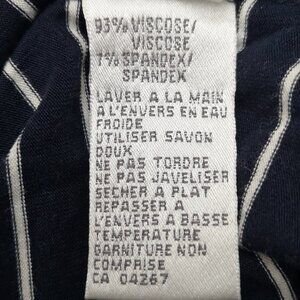 93% VISCOSE/
VISCOSE
7% SPANDEX/
SPANDEX
LAVER A LA MAIN
A L'ENVERS EN EAU
FROIDE
UTILISER SAVON
DOUX
NE PAS TORDRE
NE PAS JAVELISER
SECHER A PLAT
REPASSER A
L'ENVERS A BASSE
TEMPERATURE
GARNITURE NON
COMPRISE
CA 04267